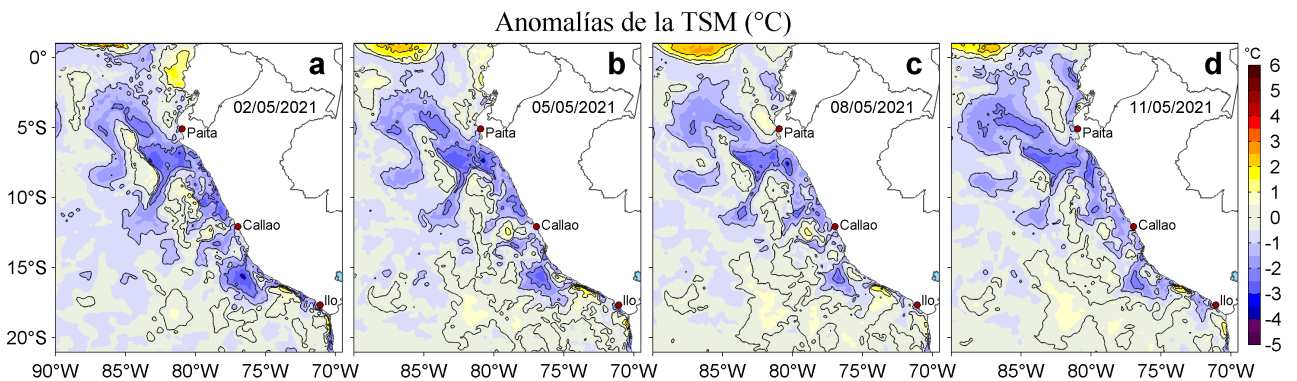 Anomalías de la TSM (°C)
a
b
c
d
°C
02/05/2021
05/05/2021
08/05/2021
11/05/2021
Paita
Paita
Paita
Paita
Callao
Callao
Callao
Callao
Ilo
Ilo
Ilo
Ilo
0°
5°S
10°S
15°S
20°S
90°W 85°W 80°W 75°W 70°W
85°W 80°W 75°W 70°W
85°W 80°W 75°W 70°W
85°W 80°W 75°W 70°W
6
5
4
3
2
1
0
-1
-2
-3
-4
-5